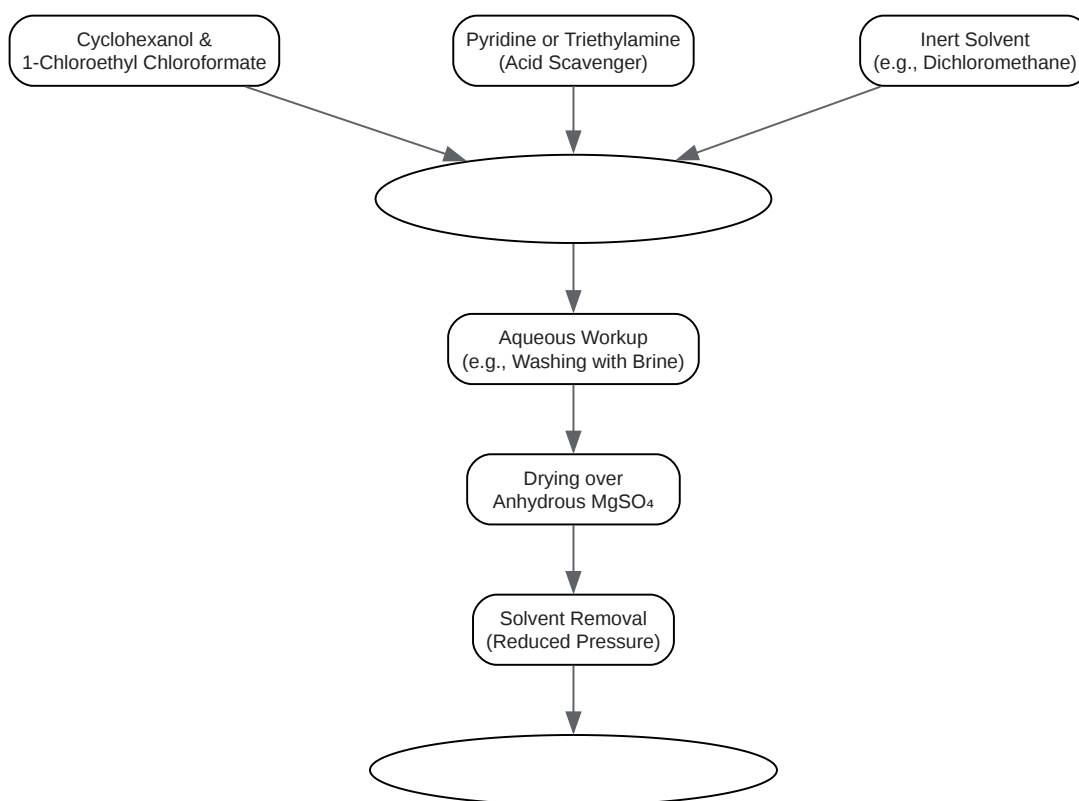 Cyclohexanol &
1-Chloroethyl Chloroformate
Pyridine or Triethylamine
(Acid Scavenger)
Inert Solvent
(e.g., Dichloromethane)
Aqueous Workup
(e.g., Washing with Brine)
Drying over
Anhydrous MgSO₄
Solvent Removal
(Reduced Pressure)